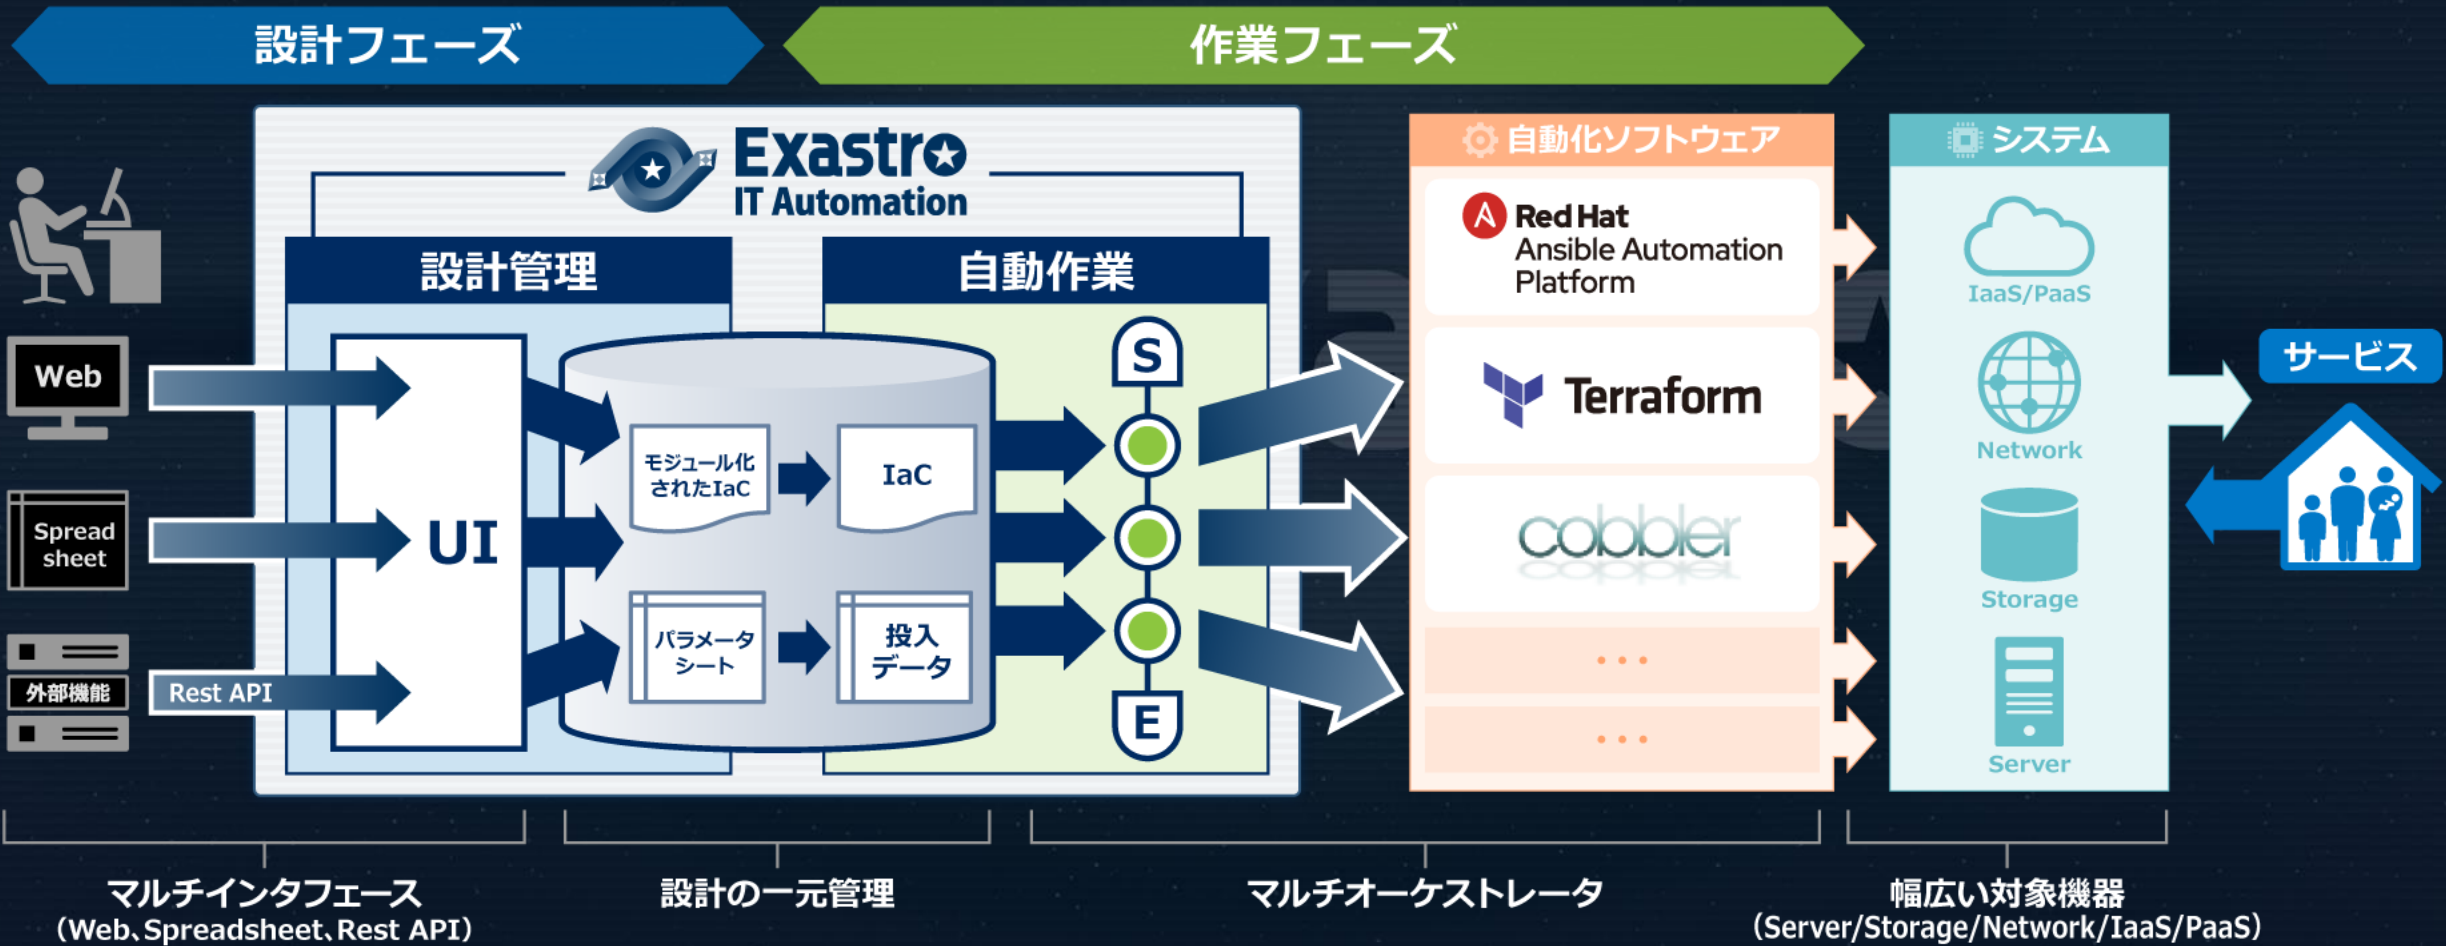 設計フェーズ
作業フェーズ
Exastro
IT Automation
設計管理
自動作業
Web
Spread
sheet
外部機能
Rest API
UI
モジュール化
されたIaC
IaC
パラメータ
シート
投入
データ
S
E
自動化ソフトウェア
Red Hat
Ansible Automation
Platform
Terraform
cobbler
...
...
システム
IaaS/PaaS
Network
Storage
Server
サービス
マルチインタフェース
（Web、Spreadsheet、Rest API）
設計の一元管理
マルチオーケストレータ
幅広い対象機器
（Server/Storage/Network/IaaS/PaaS）